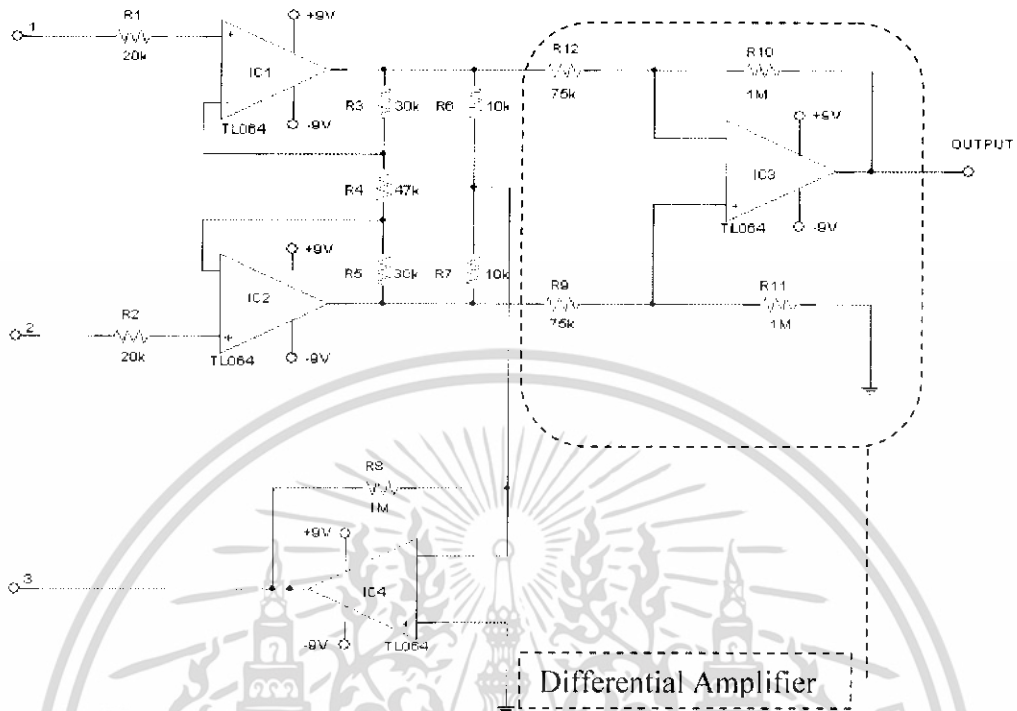 1
R1
20k
+9V
+
IC1
-
-9V
TL064
R3
30k
R6
10k
R4
47k
R12
75k
R10
1M
+9V
IC3
+
TL064
-9V
OUTPUT
+9V
IC2
+
TL064
-9V
2
R2
20k
R5
30k
R7
10k
R9
75k
R11
1M
R8
1M
+9V
IC4
-9V
TL064
3
Differential Amplifier